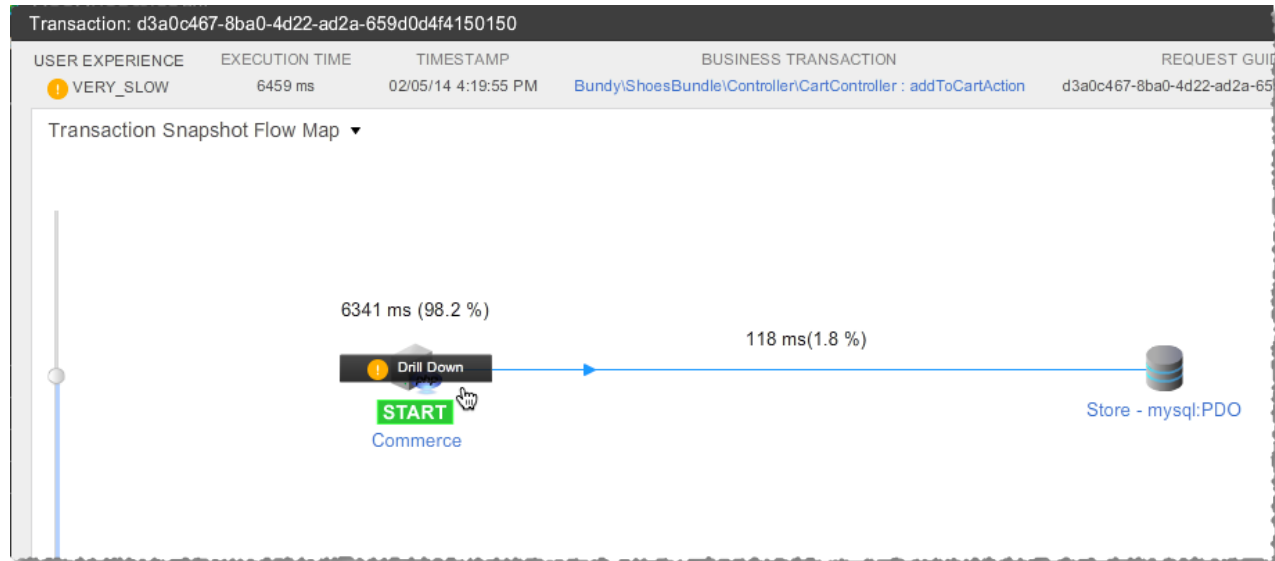 Transaction: d3a0c467-8ba0-4d22-ad2a-659d0d4f4150150
USER EXPERIENCE EXECUTION TIME TIMESTAMP BUSINESS TRANSACTION REQUEST
VERY_SLOW 6459 ms 02/05/14 4:19:55 PM Bundy\ShoesBundle\Controller\CartController : addToCartAction d3a0c467-8ba0-4d22-ad2a-65
Transaction Snapshot Flow Map
6341 ms (98.2 %)
118 ms(1.8 %)
Drill Down
START
Store - mysql:PDO
Commerce